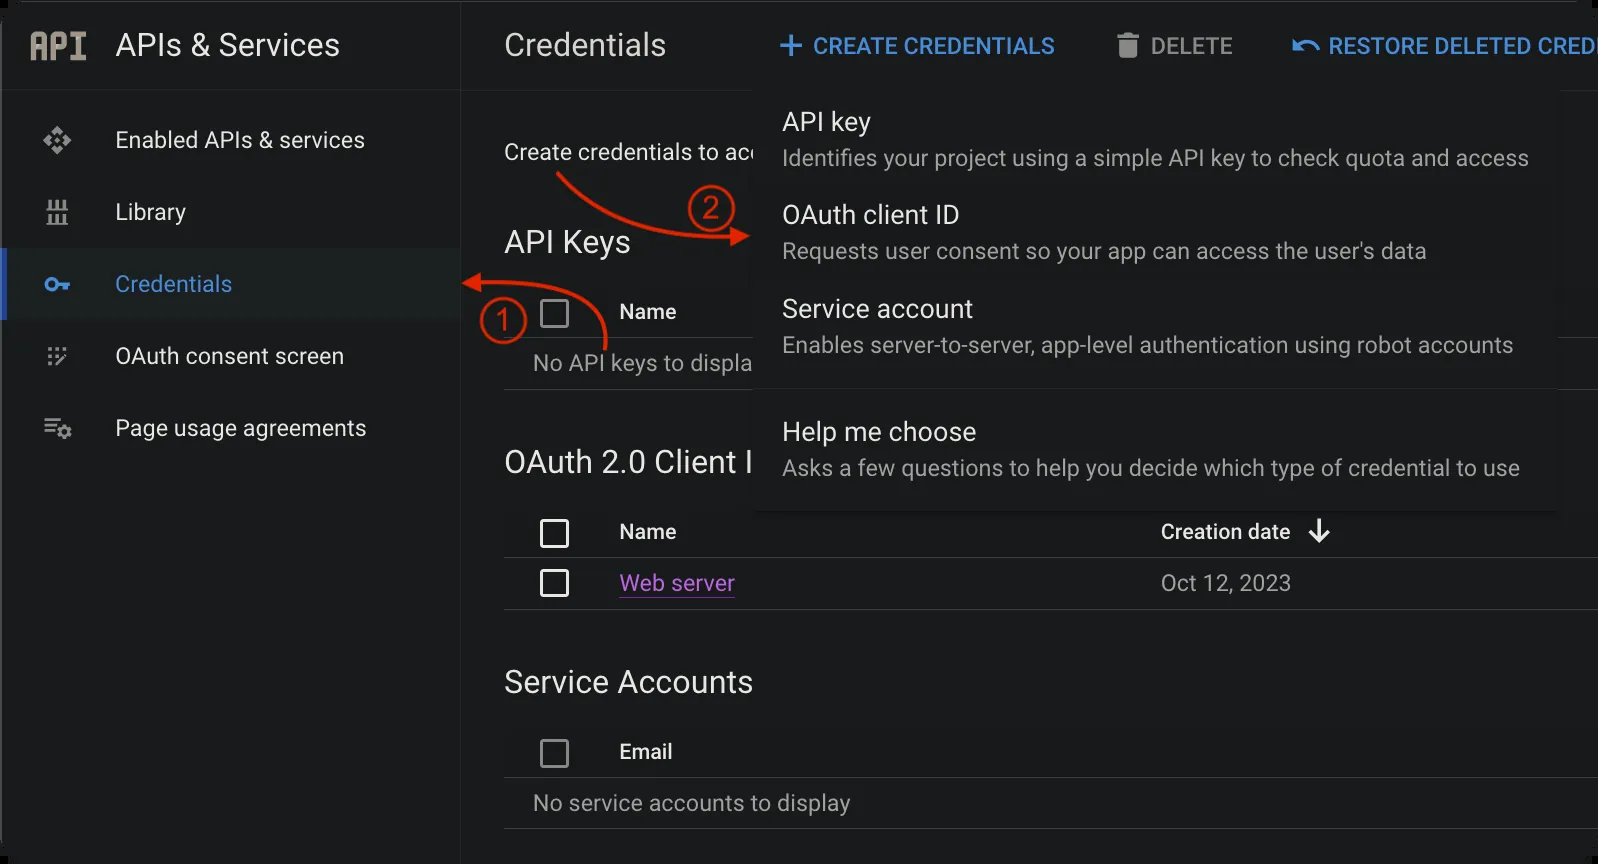 API APIs & Services
Enabled APIs & services
Library
Credentials
OAuth consent screen
Page usage agreements
Credentials
+ CREATE CREDENTIALS
DELETE
RESTORE DELETED CREDE
Create credentials to acc
API key
Identifies your project using a simple API key to check quota and access
OAuth client ID
Requests user consent so your app can access the user's data
Service account
Enables server-to-server, app-level authentication using robot accounts
Help me choose
Asks a few questions to help you decide which type of credential to use
2
API Keys
1
Name
No API keys to displa
OAuth 2.0 Client I
Name
Creation date
Web server
Oct 12, 2023
Service Accounts
Email
No service accounts to display